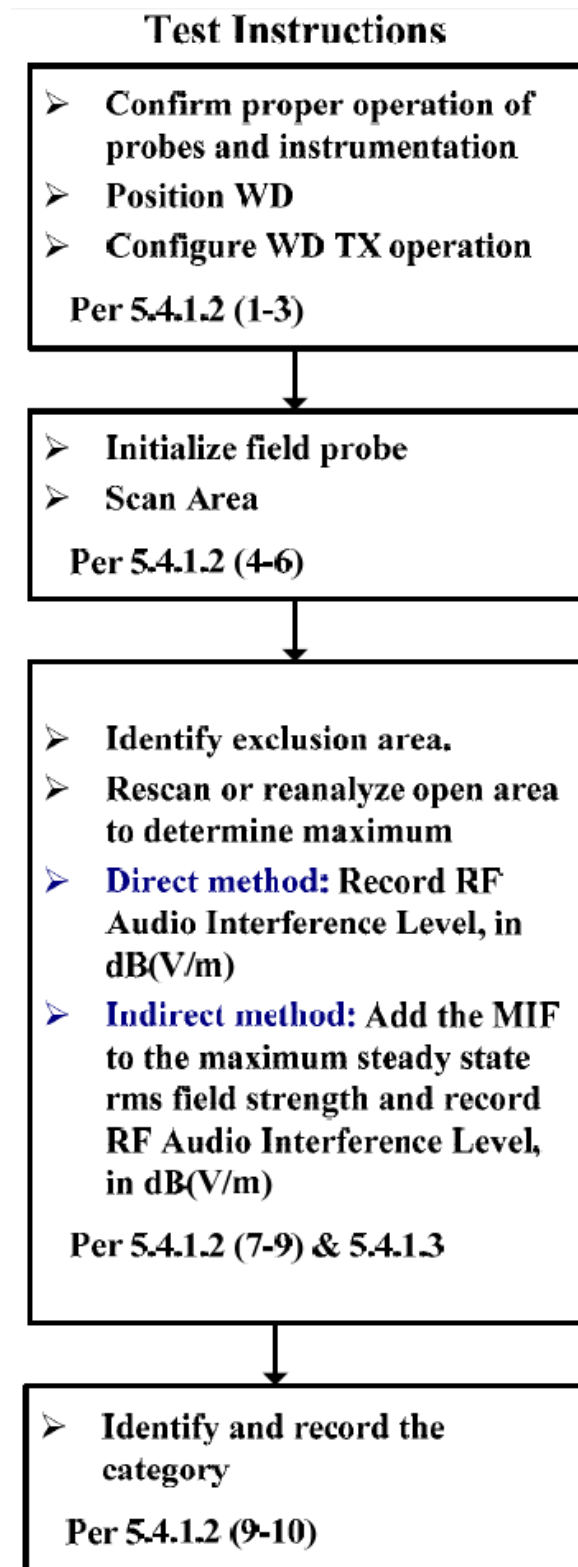 Test Instructions
➢ Confirm proper operation of
probes and instrumentation
➢ Position WD
➢ Configure WD TX operation
Per 5.4.1.2 (1-3)
➢ Initialize field probe
➢ Scan Area
Per 5.4.1.2 (4-6)
➢ Identify exclusion area.
➢ Rescan or reanalyze open area
to determine maximum
➢ Direct method: Record RF
Audio Interference Level, in
dB(V/m)
➢ Indirect method: Add the MIF
to the maximum steady state
rms field strength and record
RF Audio Interference Level,
in dB(V/m)
Per 5.4.1.2 (7-9) & 5.4.1.3
➢ Identify and record the
category
Per 5.4.1.2 (9-10)